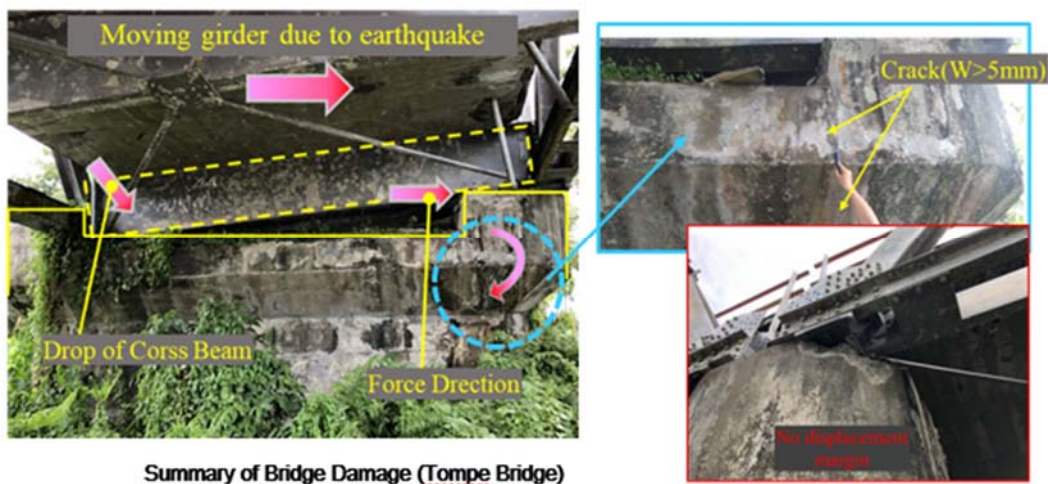 Moving girder due to earthquake
Crack(W>5mm)
Drop of Corss Beam
Force Direction
No displacement
margin
Summary of Bridge Damage (Tompe Bridge)